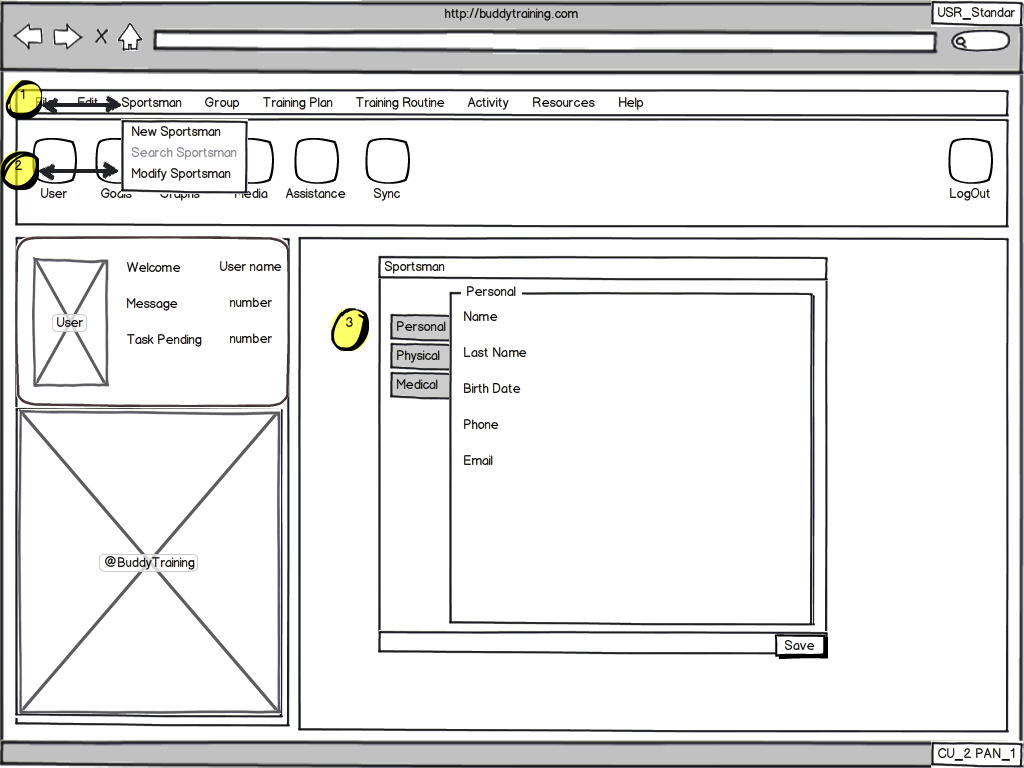 http://buddytraining.com
USR_Standar
1
File Edit Sportsman Group Training Plan Training Routine Activity Resources Help
New Sportsman
Search Sportsman
Modify Sportsman
2
User Goals Graphs Media Assistance Sync LogOut
Welcome User name
Message number
Task Pending number
User
@BuddyTraining
Sportsman
3
Personal
Physical
Medical
Personal
Name
Last Name
Birth Date
Phone
Email
Save
CU_2 PAN_1